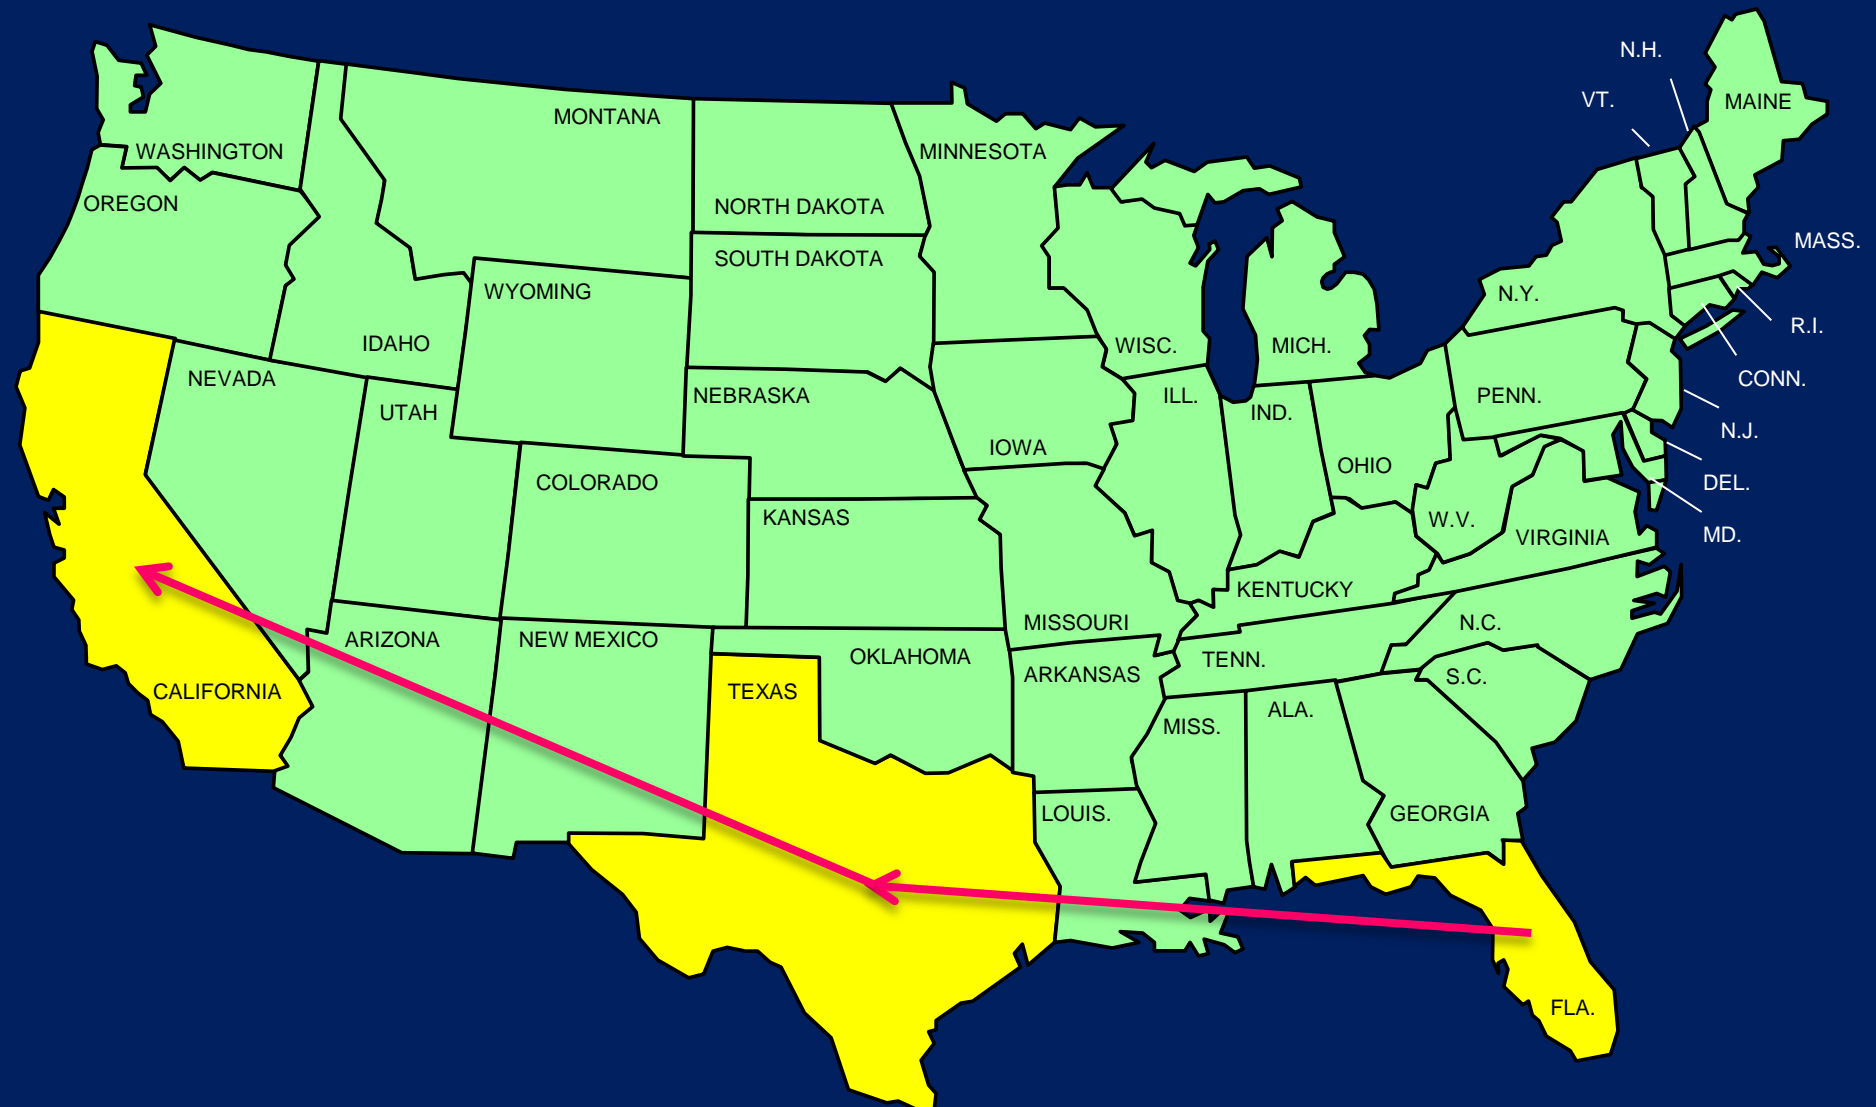 N.H.
VT.
MAINE
MONTANA
WASHINGTON
MINNESOTA
OREGON
NORTH DAKOTA
MASS.
SOUTH DAKOTA
WYOMING
N.Y.
R.I.
IDAHO
WISC.
MICH.
NEVADA
CONN.
NEBRASKA
ILL.
PENN.
UTAH
IND.
N.J.
IOWA
OHIO
COLORADO
DEL.
KANSAS
W.V.
VIRGINIA
MD.
KENTUCKY
MISSOURI
N.C.
ARIZONA
NEW MEXICO
OKLAHOMA
TENN.
ARKANSAS
S.C.
CALIFORNIA
TEXAS
ALA.
MISS.
LOUIS.
GEORGIA
FLA.